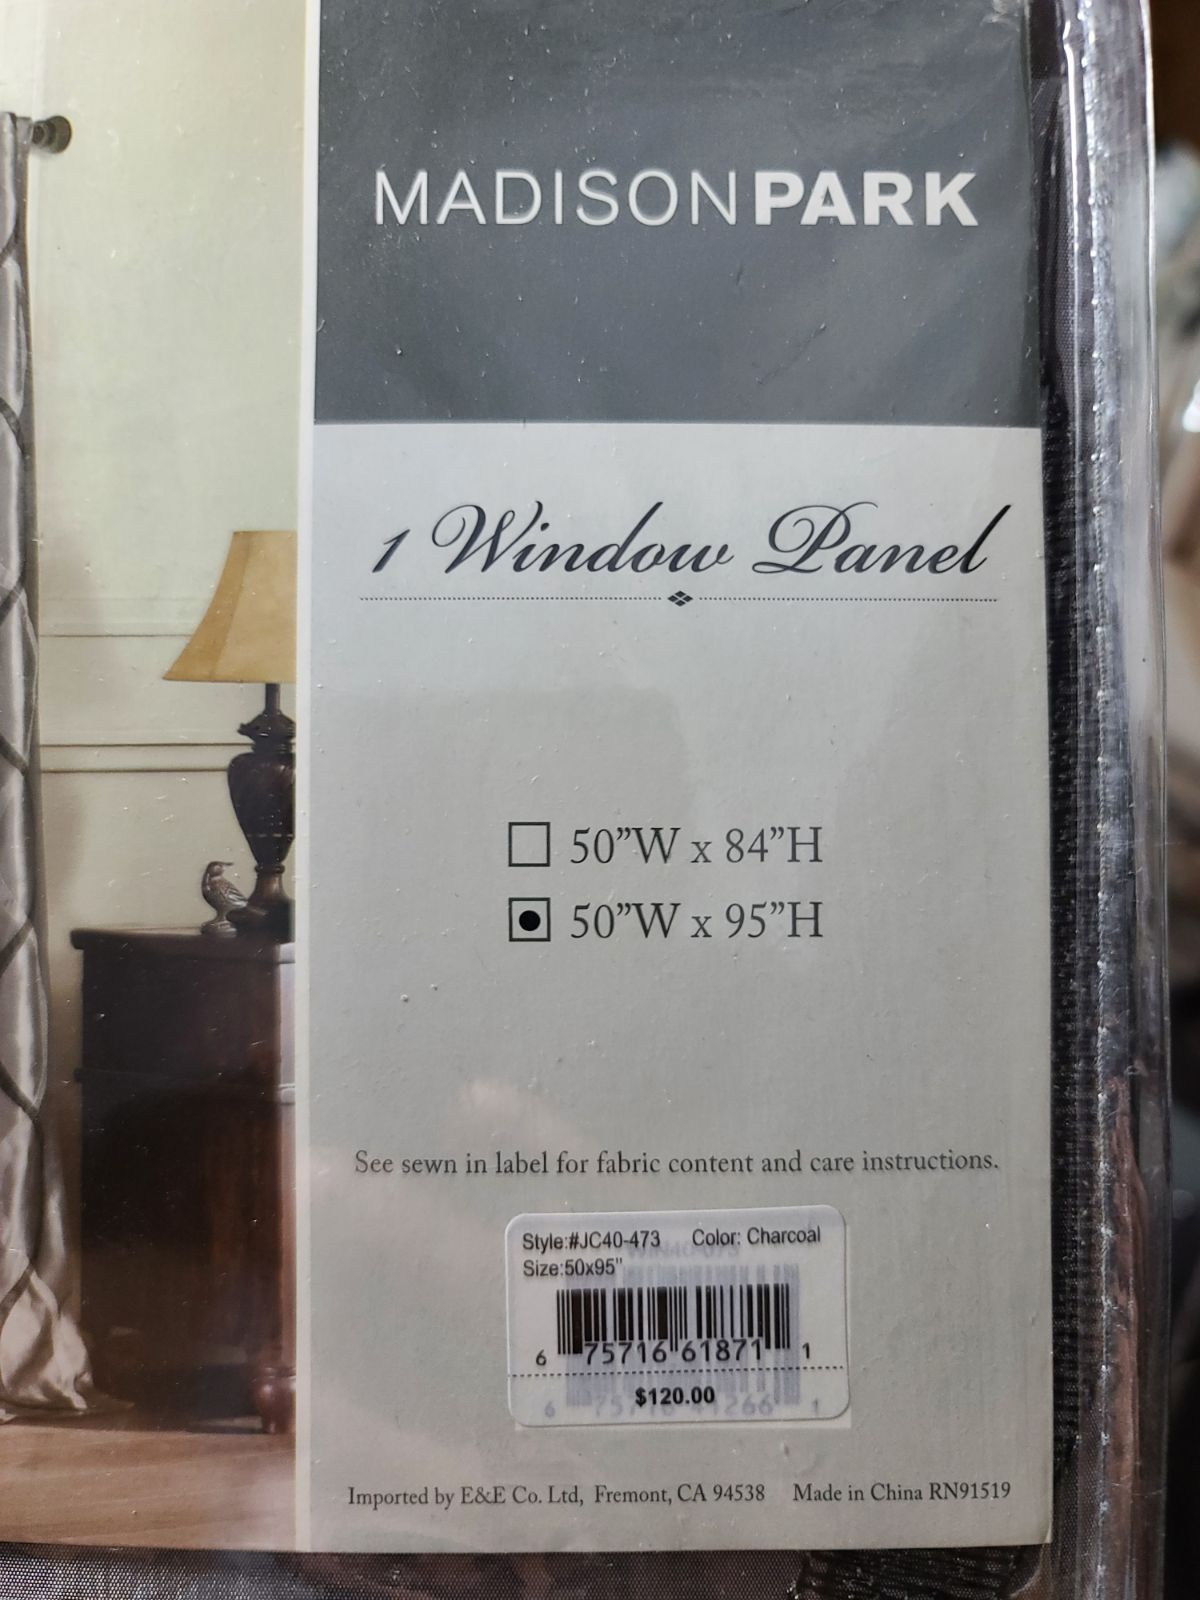 MADISONPARK
1 Window Panel
50”W x 84”H
50”W x 95”H
See sewn in label for fabric content and care instructions.
Style:#JC40-473 Color: Charcoal
Size:50x95"
6 75716 61871 1
$120.00
Imported by E&E Co. Ltd, Fremont, CA 94538 Made in China RN91519